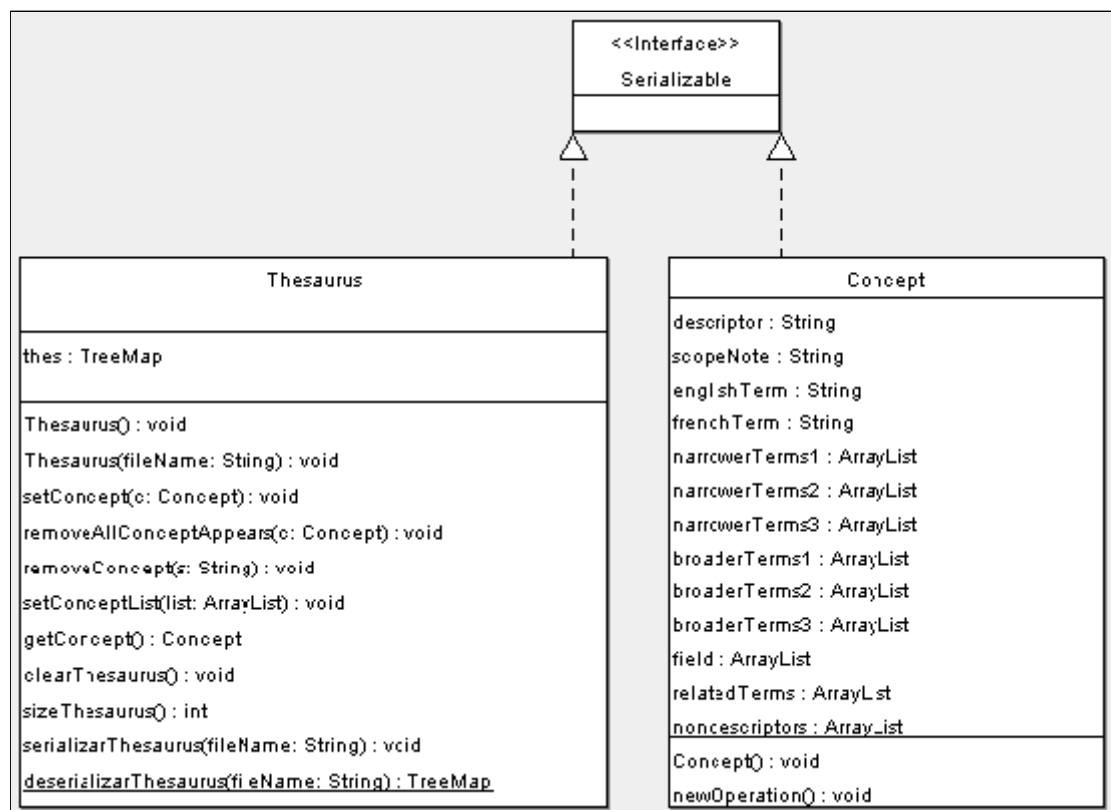 <<Interface>>
Serializable
Thesaurus
thes : TreeMap
Thesaurus() : void
Thesaurus(fileName: String) : void
setConcept(c: Concept) : void
removeAllConceptAppears(c: Concept) : void
removeConcept(s: String) : void
setConceptList(list: ArrayList) : void
getConcept() : Concept
clearThesaurus() : void
sizeThesaurus() : int
serializarThesaurus(fileName: String) : void
deserializarThesaurus(fileName: String) : TreeMap
Concept
descriptor : String
scopeNote : String
englishTerm : String
frenchTerm : String
narrowerTerms1 : ArrayList
narrowerTerms2 : ArrayList
narrowerTerms3 : ArrayList
broaderTerms1 : ArrayList
broaderTerms2 : ArrayList
broaderTerms3 : ArrayList
field : ArrayList
relatedTerms : ArrayList
nondescriptors : ArrayList
Concept() : void
newOperation() : void